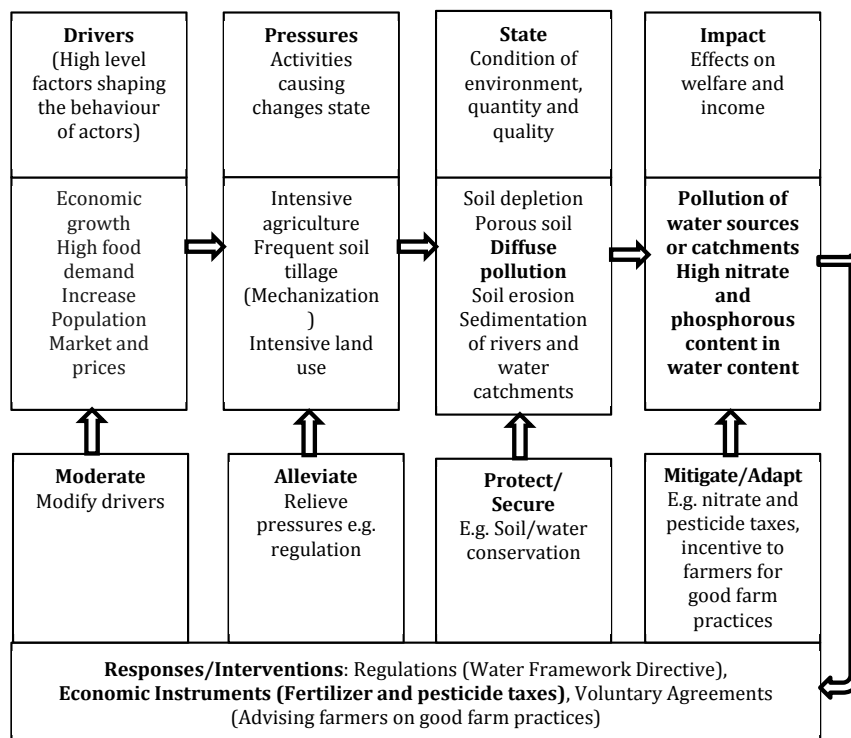 Drivers
(High level
factors shaping
the behaviour
of actors)
Pressures
Activities
causing
changes state
State
Condition of
environment,
quantity and
quality
Impact
Effects on
welfare and
income
Economic
growth
High food
demand
Increase
Population
Market and
prices
Intensive
agriculture
Frequent soil
tillage
(Mechanization
)
Intensive land
use
Soil depletion
Porous soil
Diffuse
pollution
Soil erosion
Sedimentation
of rivers and
water
catchments
Pollution of
water sources
or catchments
High nitrate
and
phosphorous
content in
water content
Moderate
Modify drivers
Alleviate
Relieve
pressures e.g.
regulation
Protect/
Secure
E.g. Soil/water
conservation
Mitigate/Adapt
E.g. nitrate and
pesticide taxes,
incentive to
farmers for
good farm
practices
Responses/Interventions: Regulations (Water Framework Directive),
Economic Instruments (Fertilizer and pesticide taxes), Voluntary Agreements
(Advising farmers on good farm practices)